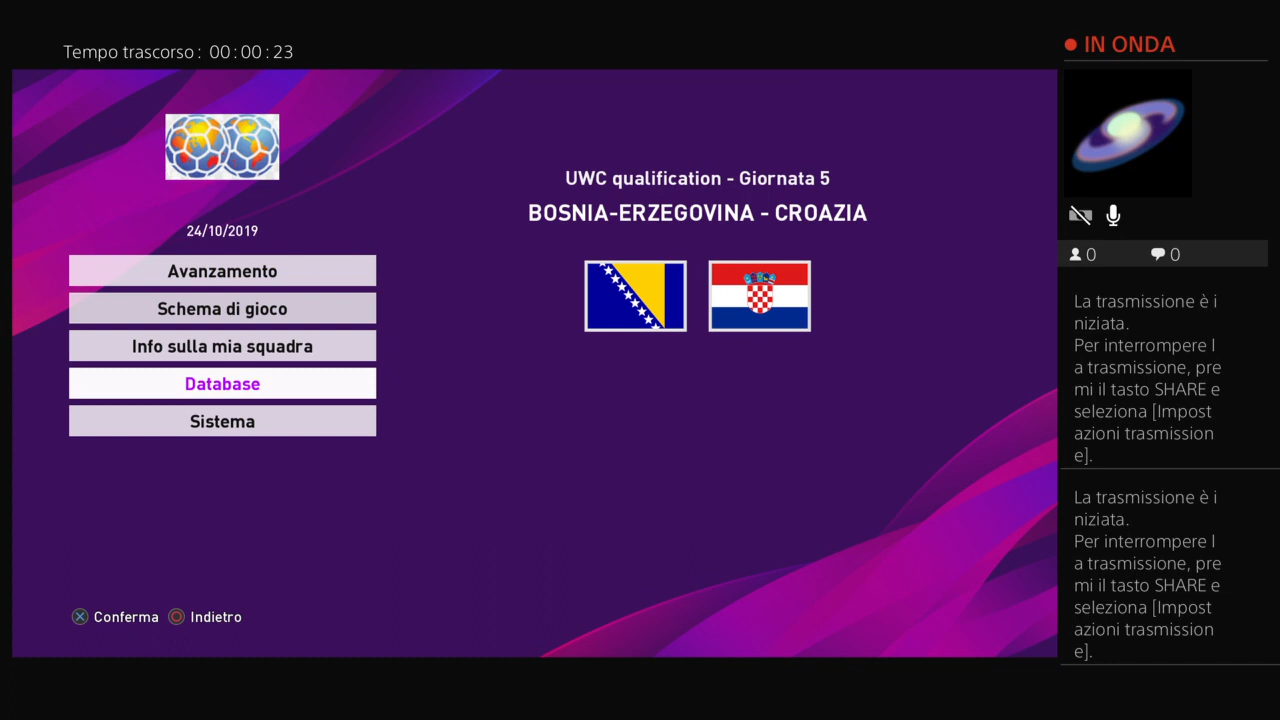 Tempo trascorso : 00 : 00 : 23
IN ONDA
UWC qualification - Giornata 5
BOSNIA-ERZEGOVINA - CROAZIA
24/10/2019
Avanzamento
Schema di gioco
Info sulla mia squadra
Database
Sistema
Conferma Indietro
0 0
La trasmissione è i
niziata.
Per interrompere l
a trasmissione, pre
mi il tasto SHARE e
seleziona [Impost
azioni trasmission
e].
La trasmissione è i
niziata.
Per interrompere l
a trasmissione, pre
mi il tasto SHARE e
seleziona [Impost
azioni trasmission
e].